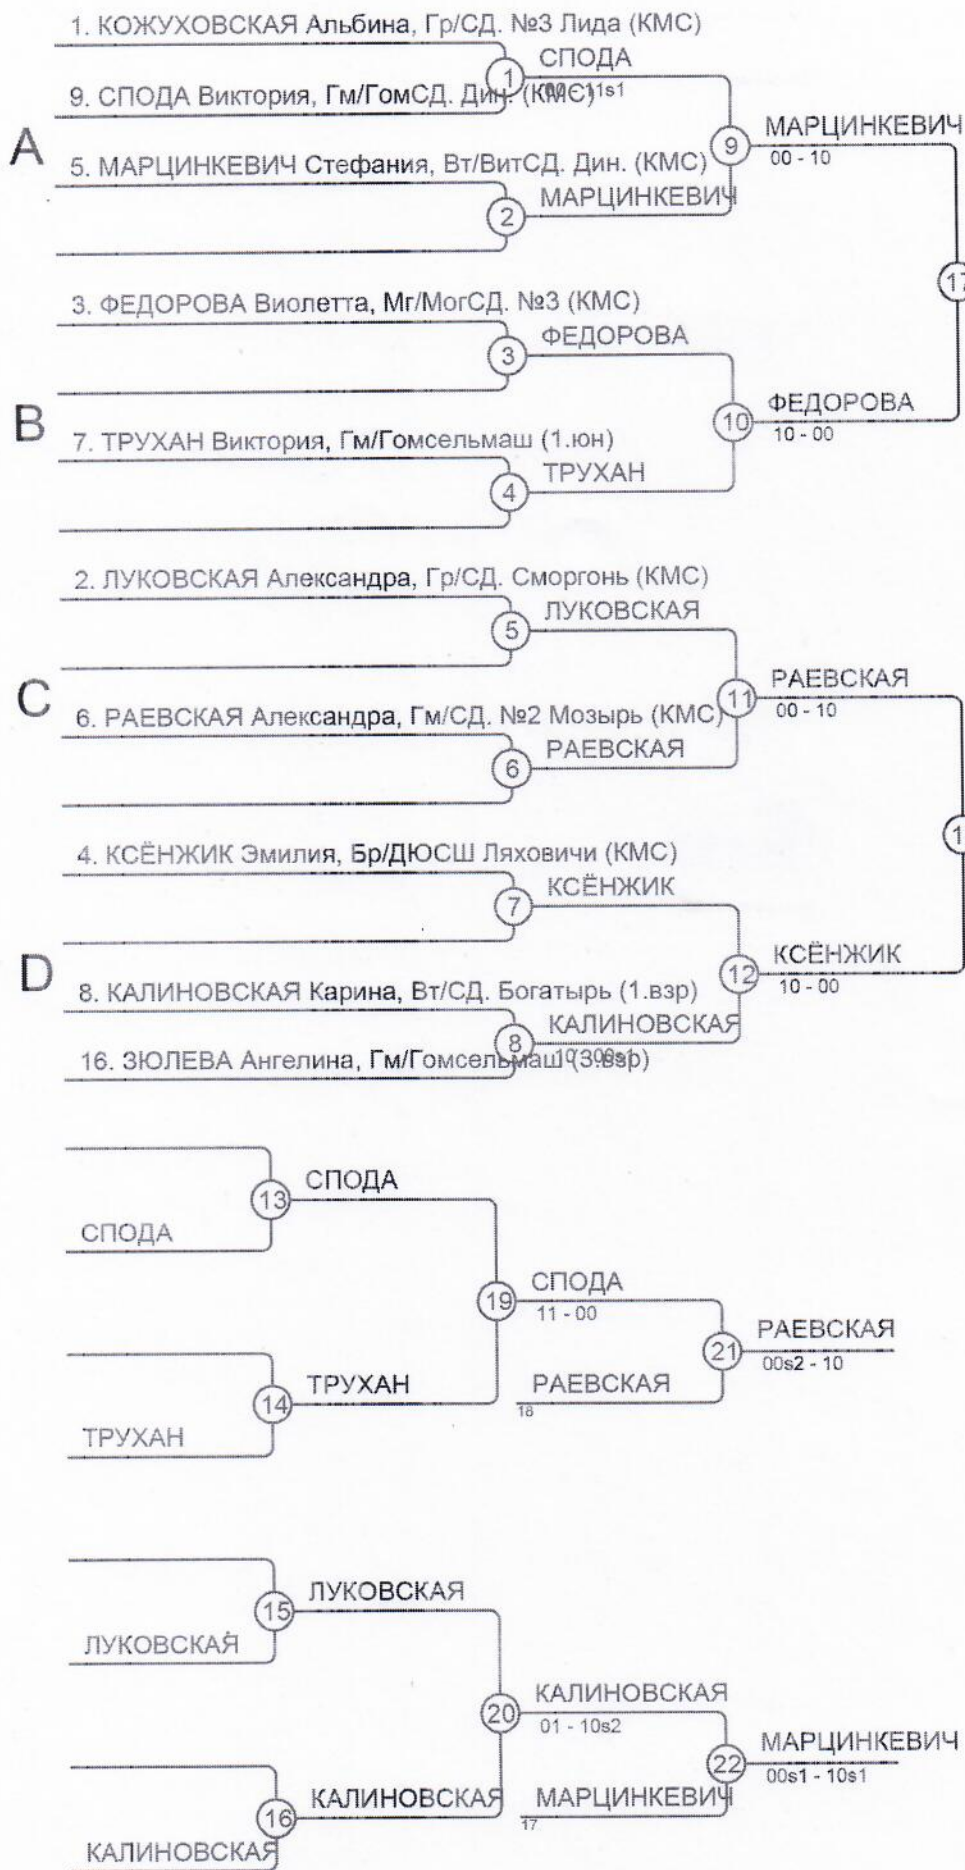 1. КОЖУХОВСКАЯ Альбина, Гр/СД. №3 Лида (КМС)
СПОДА
1
11s1
9. СПОДА Виктория, Гм/ГомСД. Дин. (КМС)
A
9
МАРЦИНКЕВИЧ
00 - 10
5. МАРЦИНКЕВИЧ Стефания, Вт/ВитСД. Дин. (КМС)
МАРЦИНКЕВИЧ
2
17
3. ФЕДОРОВА Виолетта, Мг/МогСД. №3 (КМС)
ФЕДОРОВА
3
B
10
ФЕДОРОВА
10 - 00
7. ТРУХАН Виктория, Гм/Гомсельмаш (1.юн)
ТРУХАН
4
2. ЛУКОВСКАЯ Александра, Гр/СД. Сморгонь (КМС)
ЛУКОВСКАЯ
5
C
11
РАЕВСКАЯ
00 - 10
6. РАЕВСКАЯ Александра, Гм/СД. №2 Мозырь (КМС)
РАЕВСКАЯ
6
1
4. КСЁНЖИК Эмилия, Бр/ДЮСШ Ляховичи (КМС)
КСЁНЖИК
7
D
12
КСЁНЖИК
10 - 00
8. КАЛИНОВСКАЯ Карина, Вт/СД. Богатырь (1.взр)
КАЛИНОВСКАЯ
8
16. ЗЮЛЕВА Ангелина, Гм/Гомсельмаш (3.взр)
СПОДА
13
СПОДА
19
СПОДА
11 - 00
21
РАЕВСКАЯ
00s2 - 10
ТРУХАН
14
РАЕВСКАЯ
18
ТРУХАН
ЛУКОВСКАЯ
15
ЛУКОВСКАЯ
20
КАЛИНОВСКАЯ
01 - 10s2
22
МАРЦИНКЕВИЧ
00s1 - 10s1
КАЛИНОВСКАЯ
16
МАРЦИНКЕВИЧ
17
КАЛИНОВСКАЯ